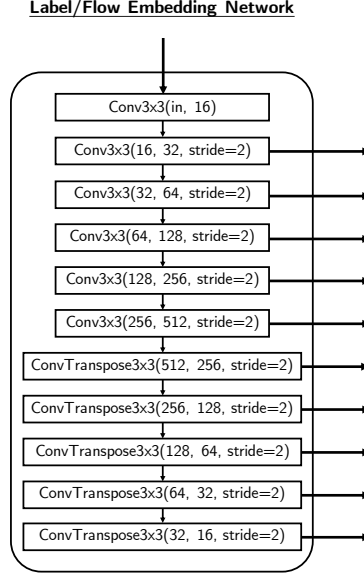 Label/Flow Embedding Network
Conv3x3(in, 16)
Conv3x3(16, 32, stride=2)
Conv3x3(32, 64, stride=2)
Conv3x3(64, 128, stride=2)
Conv3x3(128, 256, stride=2)
Conv3x3(256, 512, stride=2)
ConvTranspose3x3(512, 256, stride=2)
ConvTranspose3x3(256, 128, stride=2)
ConvTranspose3x3(128, 64, stride=2)
ConvTranspose3x3(64, 32, stride=2)
ConvTranspose3x3(32, 16, stride=2)